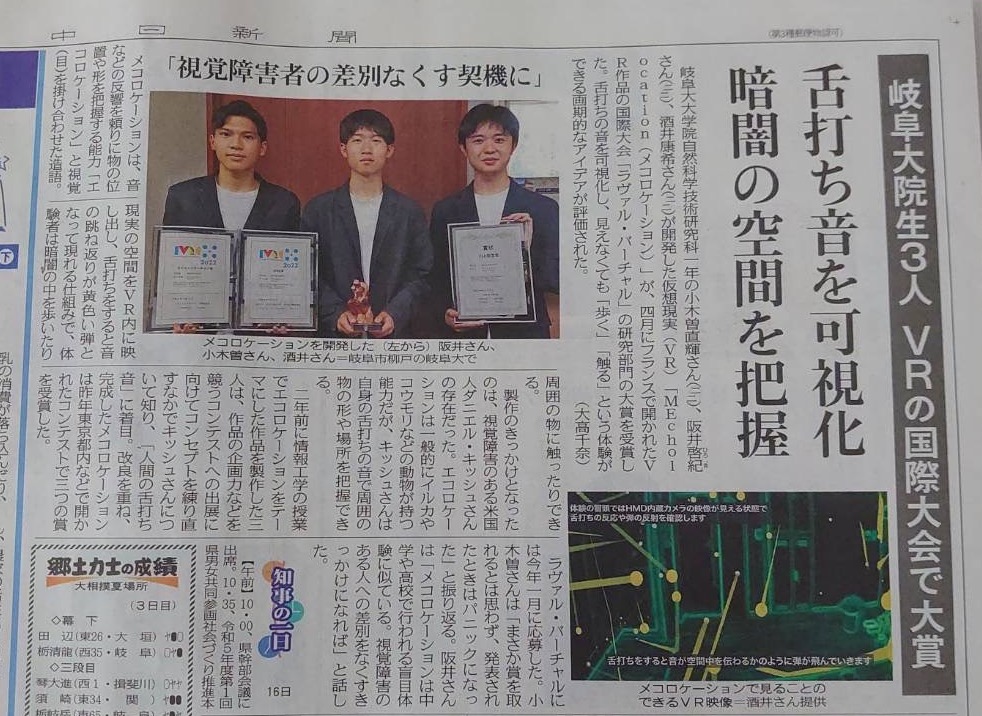 中日新聞
(第3種郵便物認可)
岐阜大院生3人 VRの国際大会で大賞
舌打ち音を可視化
暗闇の空間を把握
岐阜大大学院自然科学技術研究科一年の小木曽直輝さん
、阪井啓紀
さん
、酒井康希さん
が開発した仮想現実(VR)「MEchol
ocation(メコロケーション)」が、四月にフランスで開かれたV
R作品の国際大会「ラヴァル・バーチャル」の研究部門の大賞を受賞し
た。舌打ちの音を可視化し、見えなくても「歩く」「触る」という体験が
できる画期的なアイデアが評価された。
(大高千奈)
「視覚障害者の差別なくす契機に」
メコロケーションを開発した(左から)阪井さん、
小木曽さん、酒井さん=岐阜市柳戸の岐阜大で
メコロケーションは、音
などの反響を頼りに物の位
置や形を把握する能力「エ
コロケーション」と視覚
(目)を掛け合わせた造語。
現実の空間をVR内に映
し出し、舌打ちをすると音
の跳ね返りが黄色い弾と
なって現れる仕組みで、体
験者は暗闇の中を歩いたり
周囲の物に触ったりでき
る。
製作のきっかけとなった
のは、視覚障害のある米国
人ダニエル・キッシュさん
の存在だった。エコロケー
ションは一般的にイルカや
コウモリなどの動物が持つ
能力だが、キッシュさんは
自身の舌打ちの音で周囲の
物の形や場所を把握でき
る。
二年前に情報工学の授業
でエコロケーションをテー
マにした作品を製作した三
人は、作品の企画力などを
競うコンテストへの出展に
向けてコンセプトを練り直
すなかでキッシュさんにつ
いて知り、「人間の舌打ち
音」に着目。改良を重ね、
完成したメコロケーション
は昨年東京都内などで開か
れたコンテストで三つの賞
を受賞した。
ラヴァル・バーチャルに
は今年一月に応募した。小
木曽さんは「まさか賞を取
れるとは思わず、発表され
たときはパニックになっ
た」と振り返る。阪井さん
は「メコロケーションは中
学や高校で行われる盲目体
験に似ている。視覚障害の
ある人への差別をなくすき
っかけになれば」と話し
た。
体験の冒頭ではHMD内蔵カメラの映像が見える状態で
舌打ちの反応や弾の反射を確認します
舌打ちをすると音が空間中を伝わるかのように弾が飛んでいきます
メコロケーションで見ることの
できるVR映像=酒井さん提供
知事の一日
16日
【午前】10・00、県幹部会議に
出席。10・35、令和5年度第1回
県男女共同参画社会づくり推進本
郷土力士の成績
大相撲夏場所
(3日目)
◇幕下
田辺(東26・大垣)
栃清龍(西35・岐阜)
◇三段目
琴大進(西1・揖斐川)
須崎(東34・関)
下